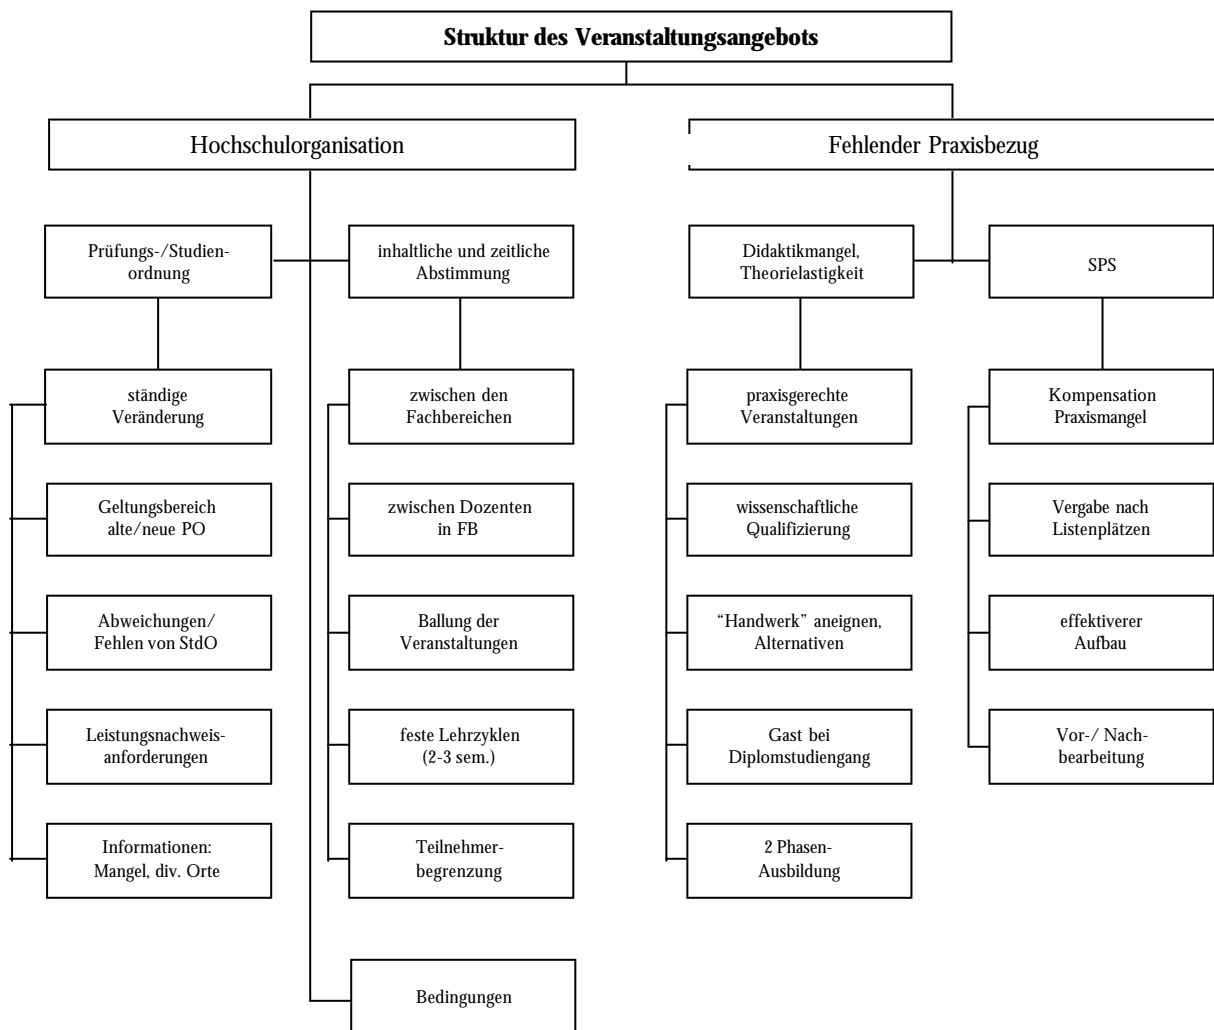 Struktur des Veranstaltungsangebots
Hochschulorganisation
Fehlender Praxisbezug
Prüfungs-/Studien-
ordnung
inhaltliche und zeitliche
Abstimmung
Didaktikmangel,
Theorielastigkeit
SPS
ständige
Veränderung
zwischen den
Fachbereichen
praxisgerechte
Veranstaltungen
Kompensation
Praxismangel
Geltungsbereich
alte/neue PO
zwischen Dozenten
in FB
wissenschaftliche
Qualifizierung
Vergabe nach
Listenplätzen
Abweichungen/
Fehlen von StdO
Ballung der
Veranstaltungen
“Handwerk” aneignen,
Alternativen
effektiverer
Aufbau
Leistungsnachweis-
anforderungen
feste Lehrzyklen
(2-3 sem.)
Gast bei
Diplomstudiengang
Vor-/ Nach-
bearbeitung
Informationen:
Mangel, div. Orte
Teilnehmer-
begrenzung
2 Phasen-
Ausbildung
Bedingungen